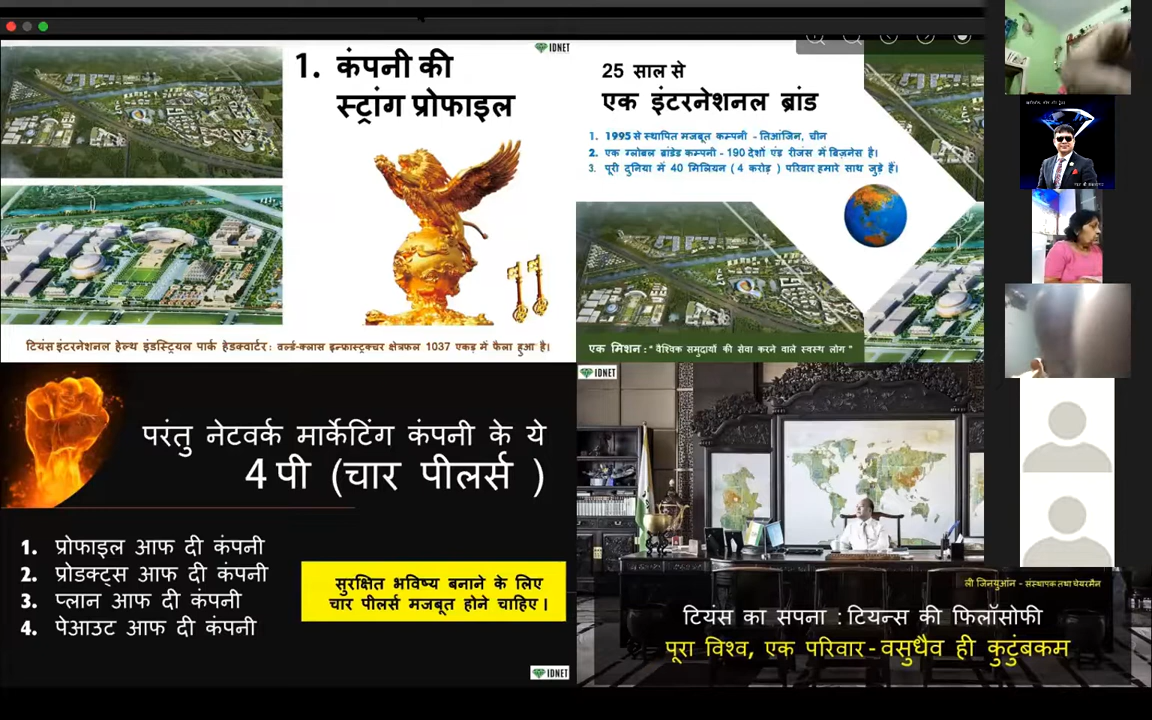 IDNET
1. कंपनी की
स्ट्रांग प्रोफाइल
टियंस इंटरनेशनल हेल्थ इंडस्ट्रियल पार्क हेडक्वार्टर : वर्ल्ड-क्लास इन्फ्रास्ट्रक्चर क्षेत्रफल 1037 एकड़ में फैला हुआ है।
25 साल से
एक इंटरनेशनल ब्रांड
1. 1995 से स्थापित मजबूत कम्पनी - तिआंजिन, चीन
2. एक ग्लोबल ब्रांडेड कम्पनी - 190 देशों एंड रीजंस में बिज़नेस है।
3. पूरी दुनिया में 40 मिलियन ( 4 करोड़ ) परिवार हमारे साथ जुड़े हैं।
एक मिशन : " वैश्विक समुदायों की सेवा करने वाले स्वस्थ लोग "
परंतु नेटवर्क मार्केटिंग कंपनी के ये
4 पी (चार पीलर्स )
1. प्रोफाइल आफ दी कंपनी
2. प्रोडक्ट्स आफ दी कंपनी
3. प्लान आफ दी कंपनी
4. पेआउट आफ दी कंपनी
सुरक्षित भविष्य बनाने के लिए
चार पीलर्स मजबूत होने चाहिए।
IDNET
IDNET
ली जिनयुआन - संस्थापक तथा चेयरमैन
टियंस का सपना : टियन्स की फिलॉसोफी
पूरा विश्व, एक परिवार - वसुधैव ही कुटुंबकम